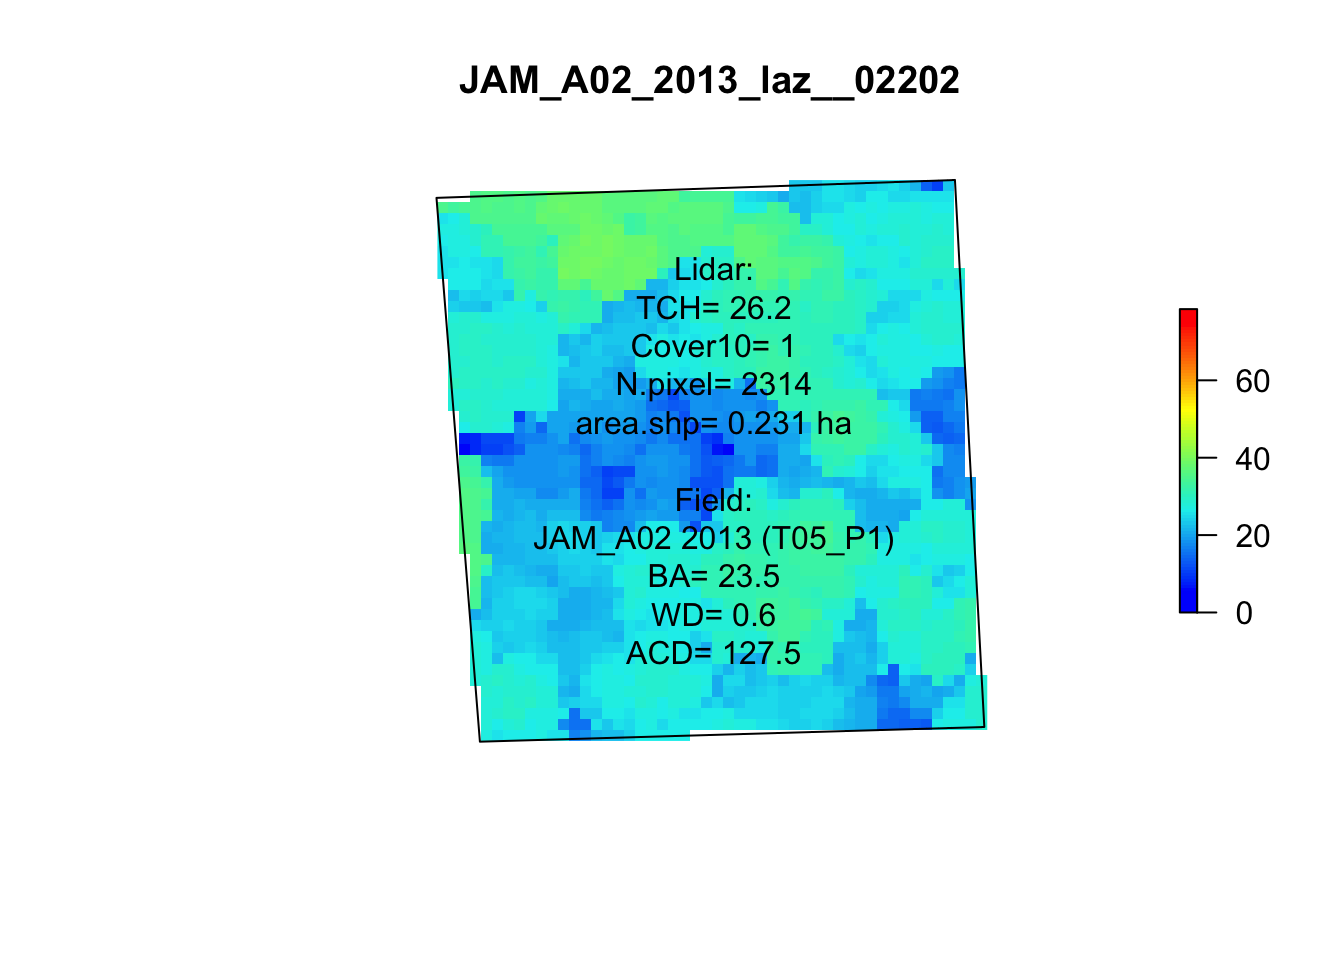 JAM_A02_2013_laz__02202
Lidar:
TCH= 26.2
Cover10= 1
N.pixel= 2314
area.shp= 0.231 ha
Field:
JAM_A02 2013 (T05_P1)
BA= 23.5
WD= 0.6
ACD= 127.5
60
40
20
0